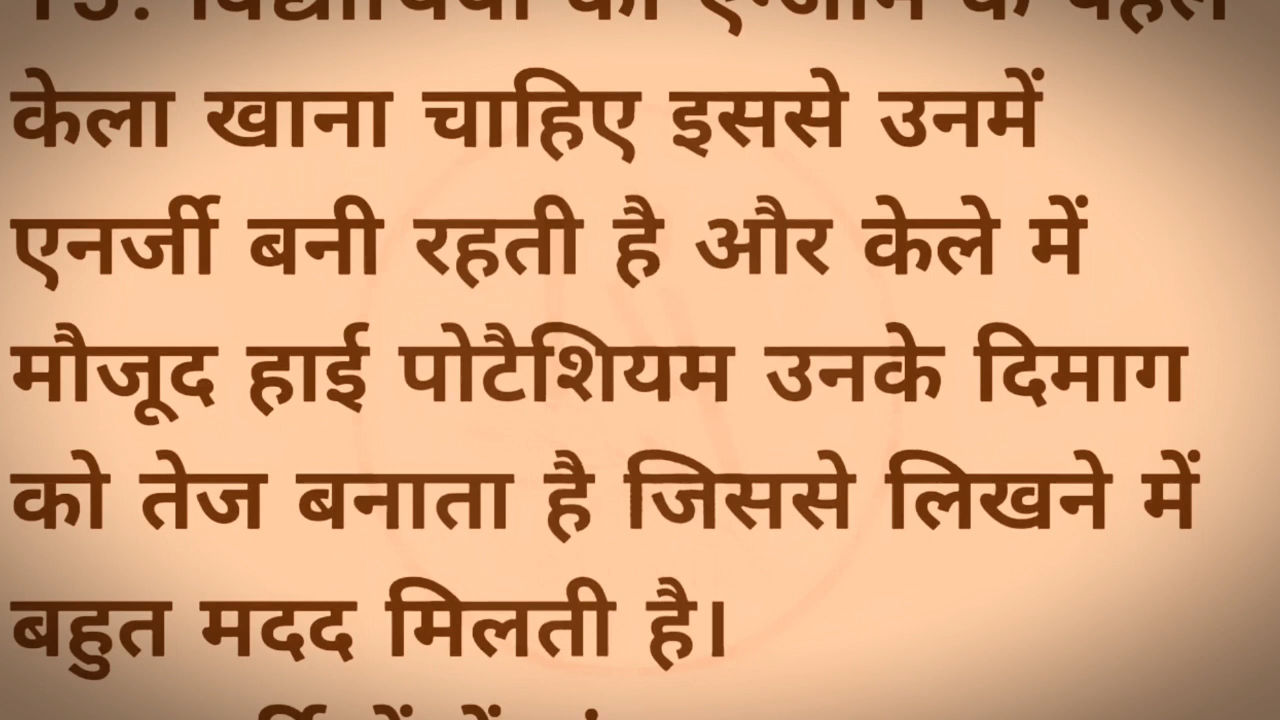 केला खाना चाहिए इससे उनमें
एनर्जी बनी रहती है और केले में
मौजूद हाई पोटैशियम उनके दिमाग
को तेज बनाता है जिससे लिखने में
बहुत मदद मिलती है।